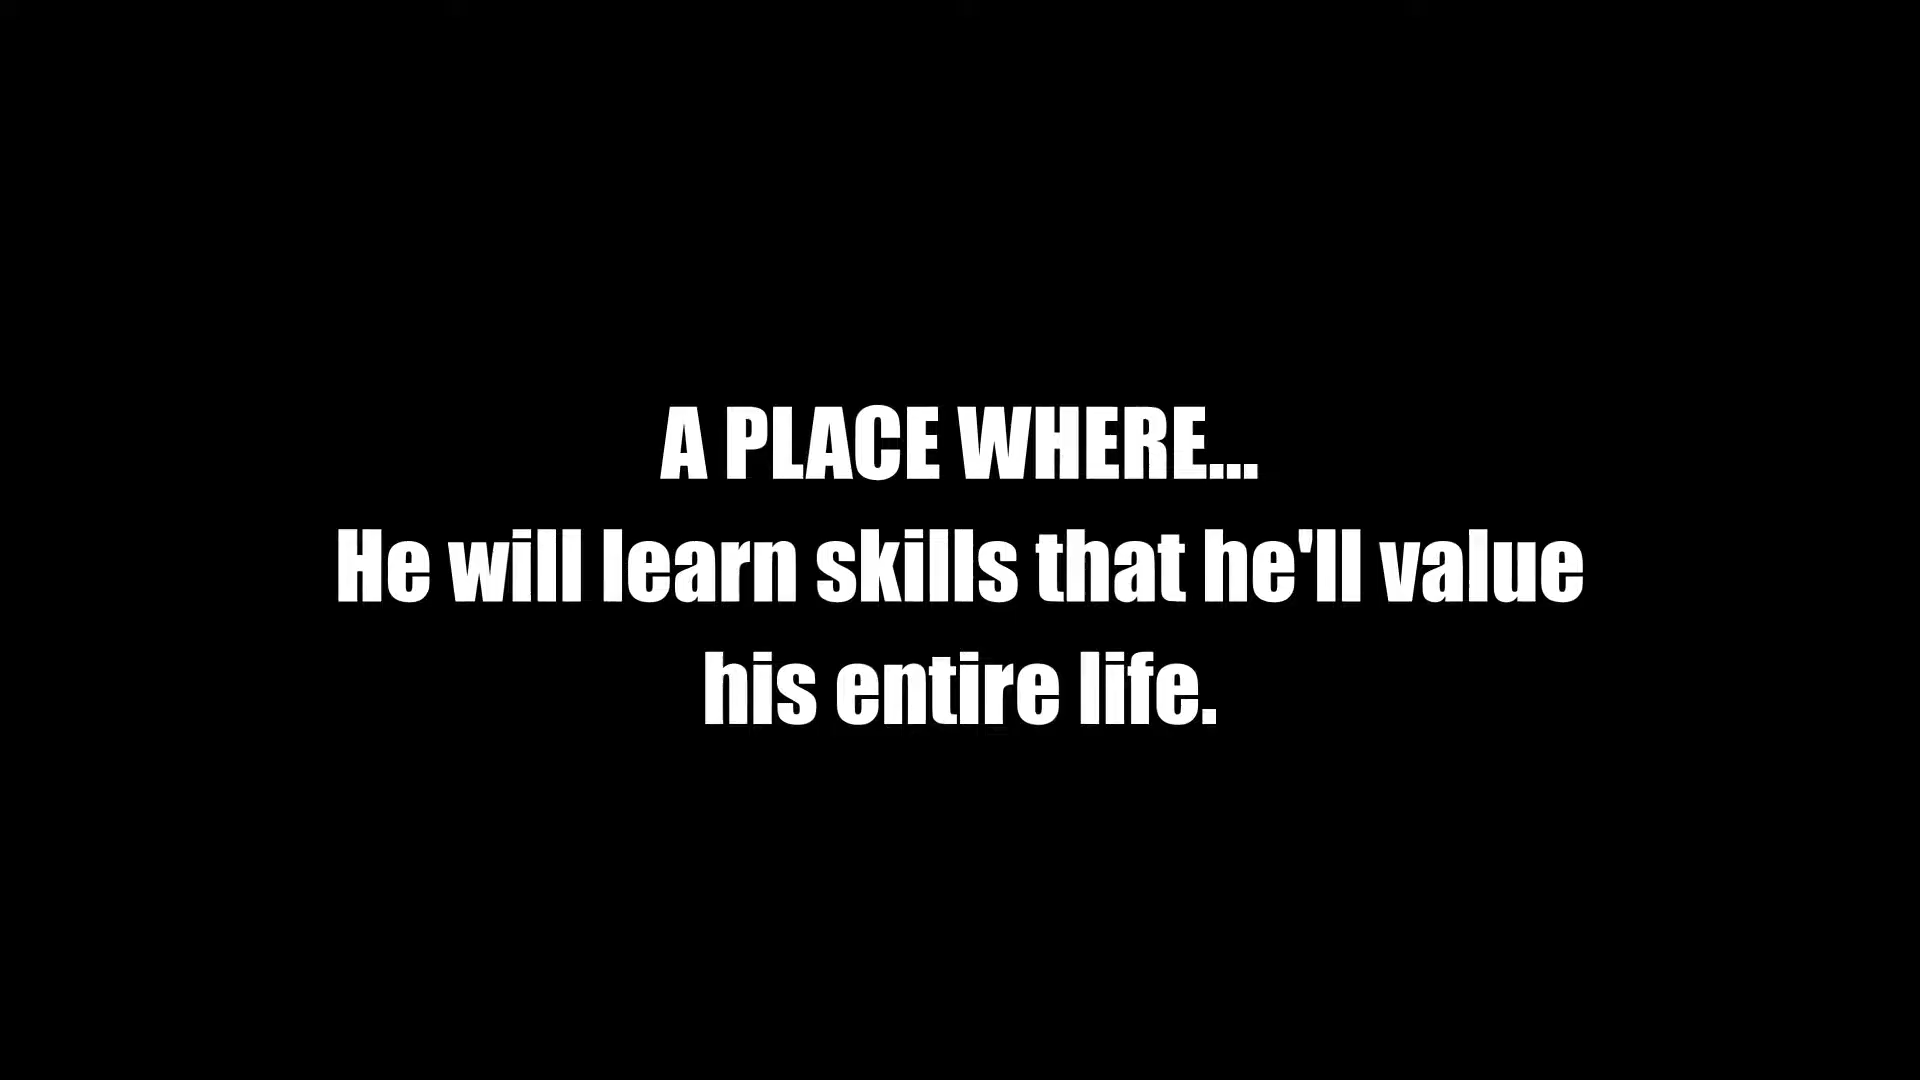 A PLACE WHERE...
He will learn skills that he'll value
his entire life.